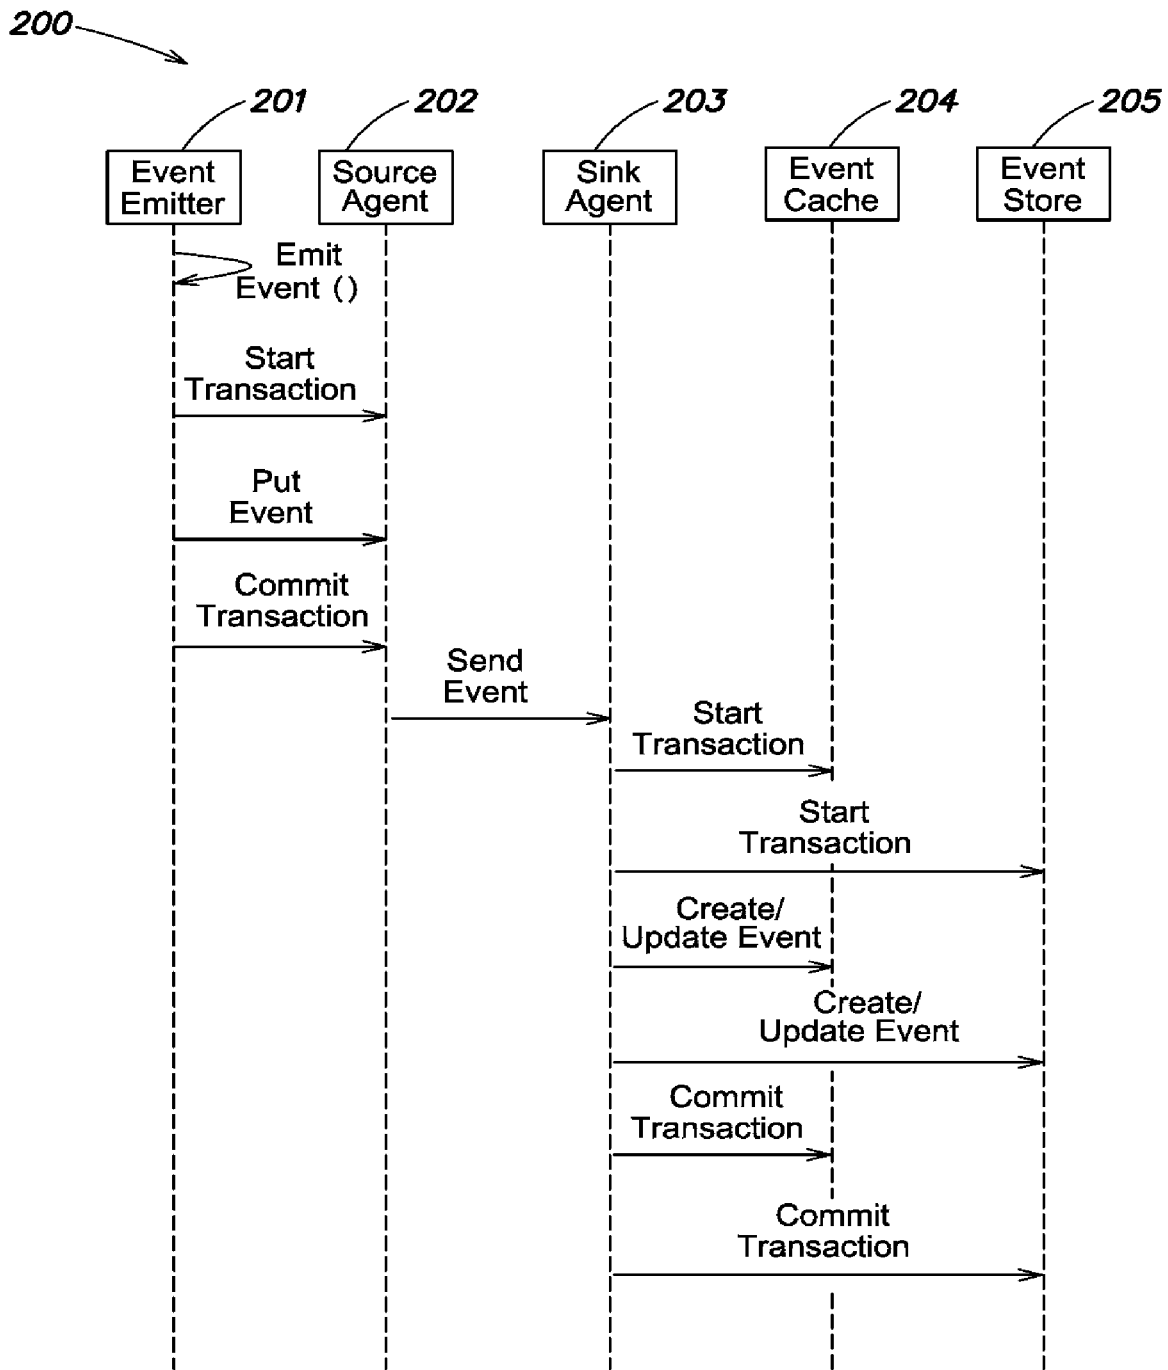 200
201
202
203
204
205
Event
Emitter
Source
Agent
Sink
Agent
Event
Cache
Event
Store
Emit
Event ()
Start
Transaction
Put
Event
Commit
Transaction
Send
Event
Start
Transaction
Start
Transaction
Create/
Update Event
Create/
Update Event
Commit
Transaction
Commit
Transaction